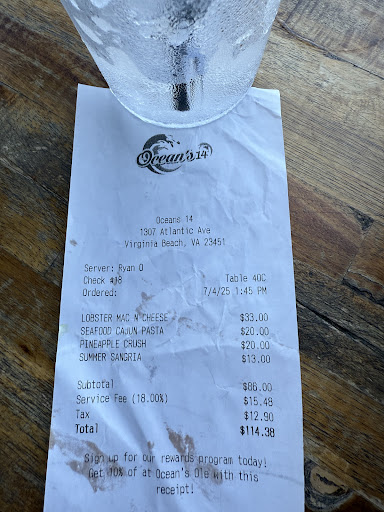 Ocean's 14
Oceans 14
1307 Atlantic Ave
Virginia Beach, VA 23451
Server: Ryan O
Check #18 Table 40C
Ordered: 7/4/25 1:45 PM
LOBSTER MAC N CHEESE $33.00
SEAFOOD CAJUN PASTA $20.00
PINEAPPLE CRUSH $20.00
SUMMER SANGRIA $13.00
Subtotal $86.00
Service Fee (18.00%) $15.48
Tax $12.90
Total $114.38
Sign up for our rewards program today!
Get 10% of at Ocean's Ole with this
receipt!